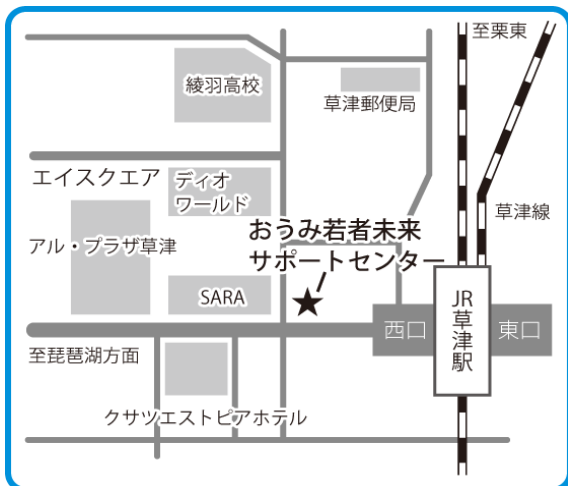 至栗東
綾羽高校
草津郵便局
エイスクエア
ディオ
ワールド
草津線
アル・プラザ草津
おうみ若者未来
サポートセンター
SARA
西口
JR草津駅
東口
至琵琶湖方面
クサツエストピアホテル